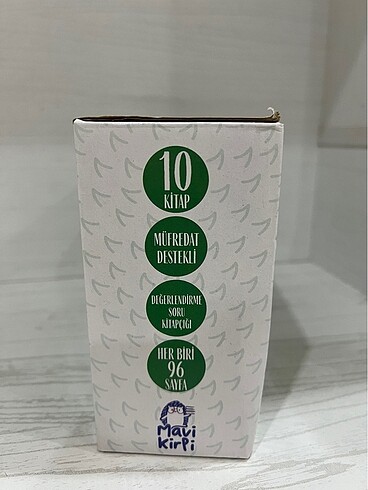 10
KİTAP
MÜFREDAT
DESTEKLİ
DEĞERLENDİRME
SORU
KİTAPÇIĞI
HER BİRİ
96
SAYFA
Mavi
Kirpi